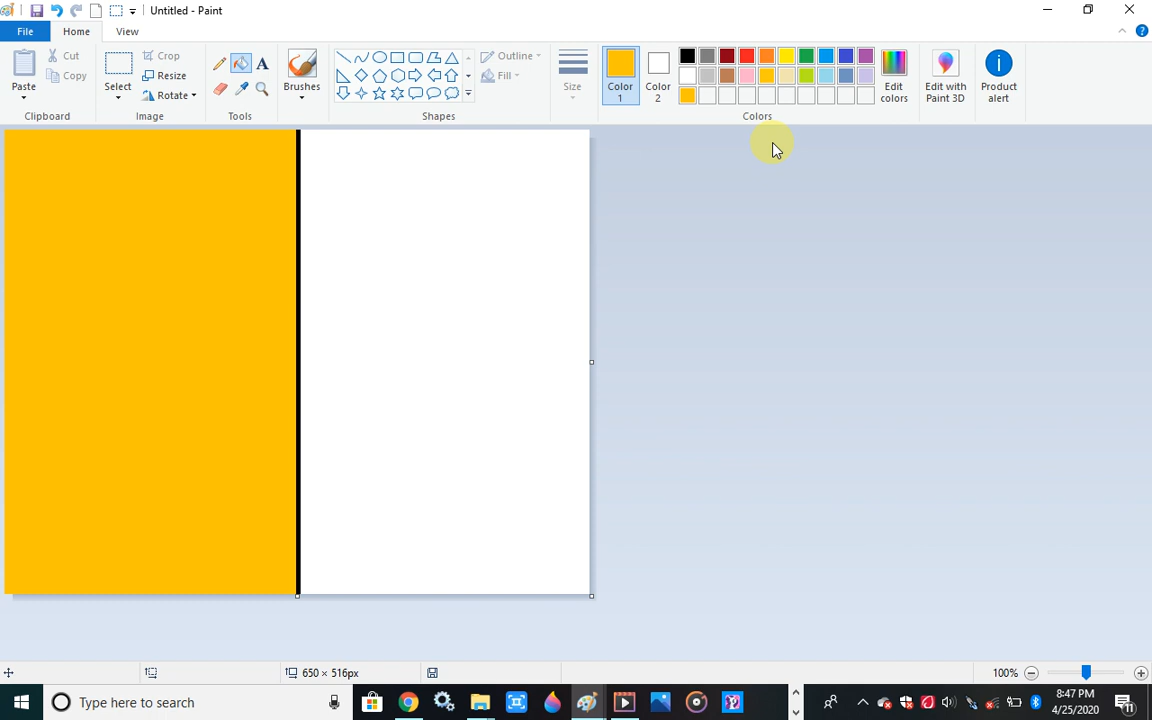 Untitled - Paint
File
Home
View
Paste
Cut
Copy
Clipboard
Select
Crop
Resize
Rotate
Image
A
Tools
Brushes
Outline
Fill
Shapes
Size
Color 1
Color 2
Colors
Edit colors
Edit with Paint 3D
Product alert
650 × 516px
100%
Type here to search
8:47 PM
4/25/2020
11